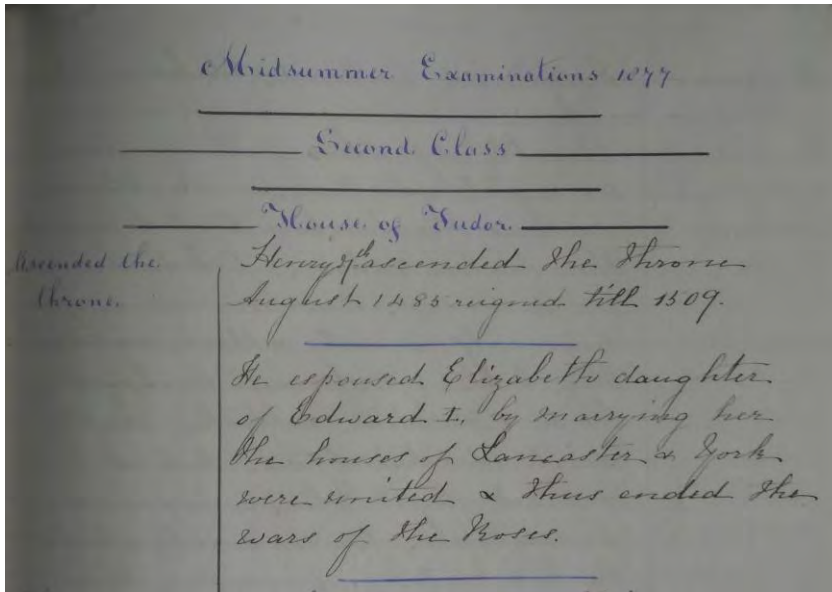 Midsummer Examinations 1877
Second Class
House of Tudor.
Ascended the
throne.
Henry 7th ascended the throne
August 1485 reigned till 1509.
He espoused Elizabeth daughter
of Edward I, by marrying her
the houses of Lancaster & York
were united & thus ended the
wars of the Roses.